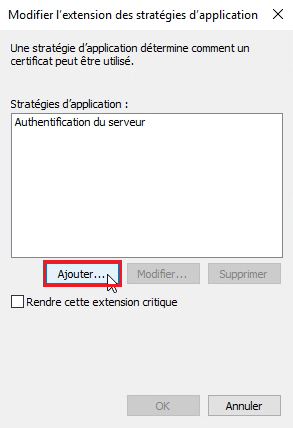 Modifier l'extension des stratégies d'application
Une stratégie d'application détermine comment un
certificat peut être utilisé.
Stratégies d'application :
Authentification du serveur
Ajouter...
Modifier...
Supprimer
Rendre cette extension critique
OK
Annuler